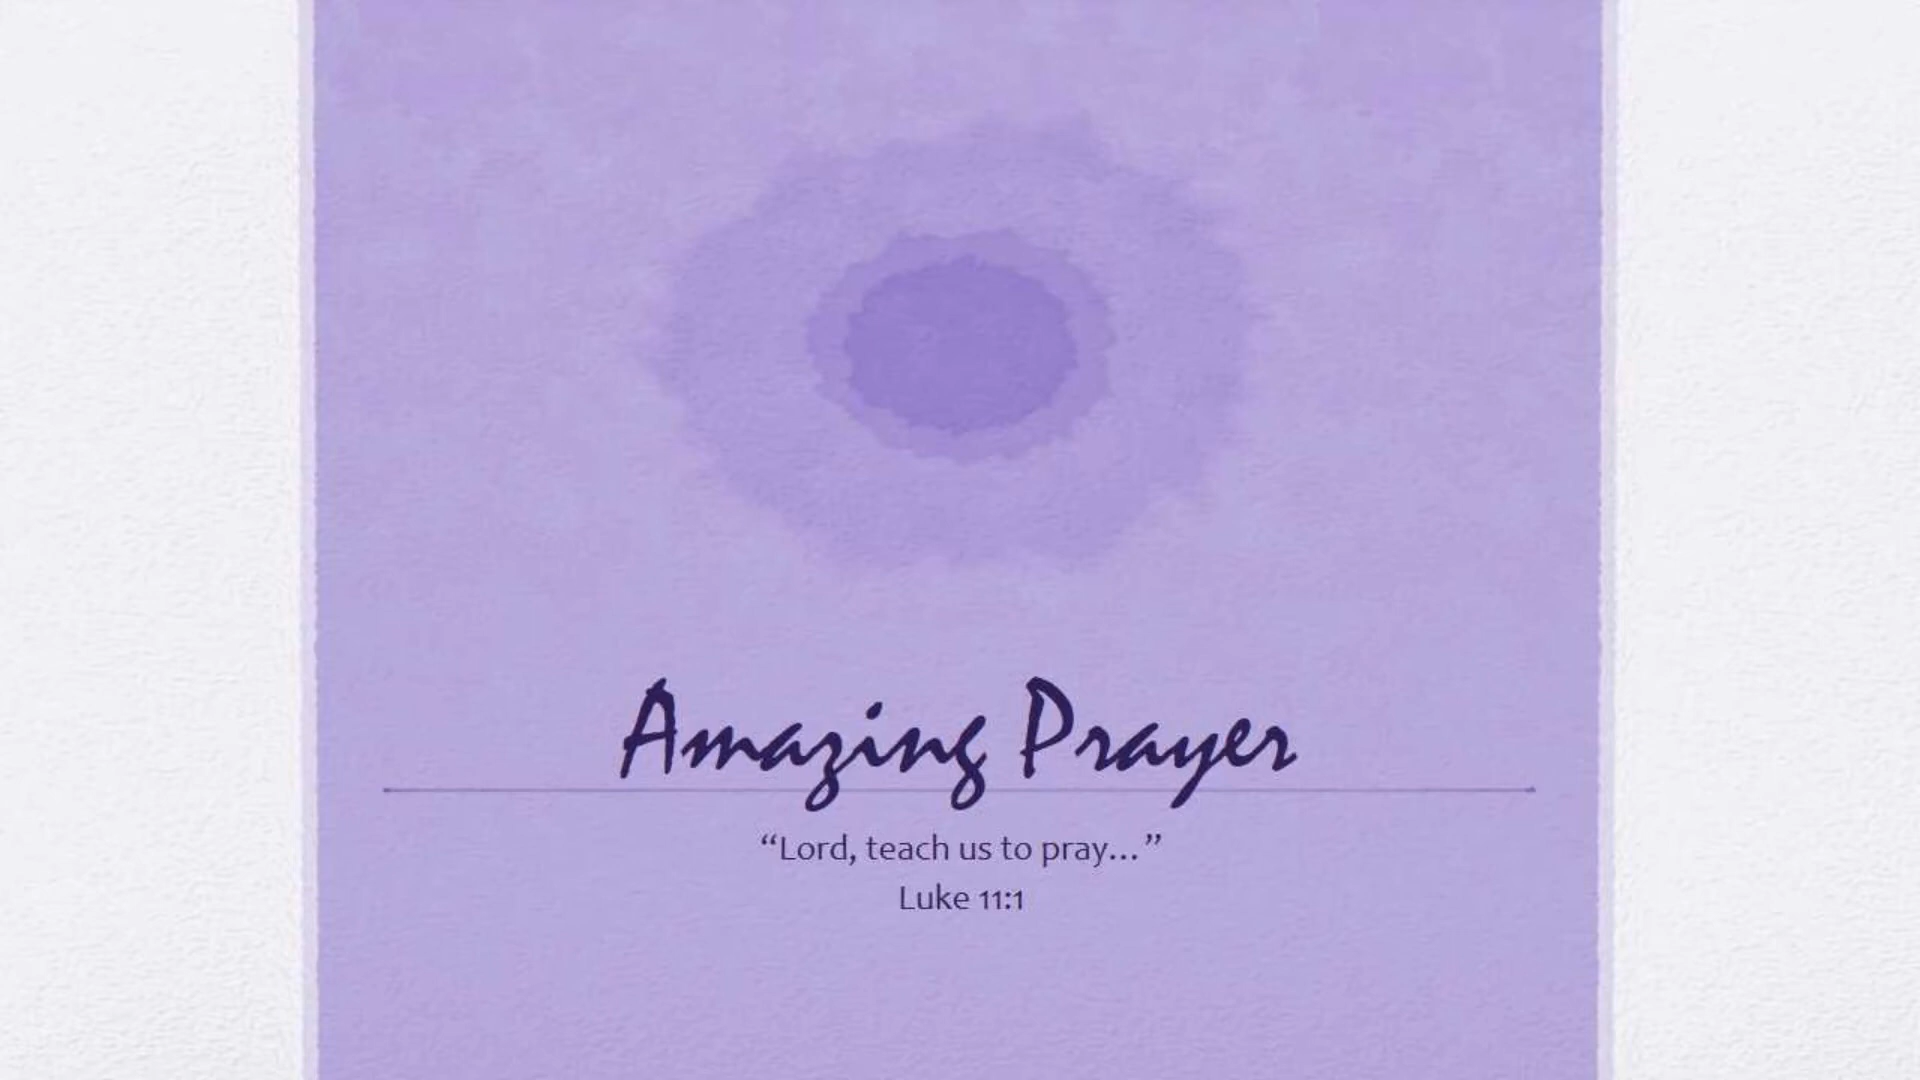 Amazing Prayer
“Lord, teach us to pray…”
Luke 11:1